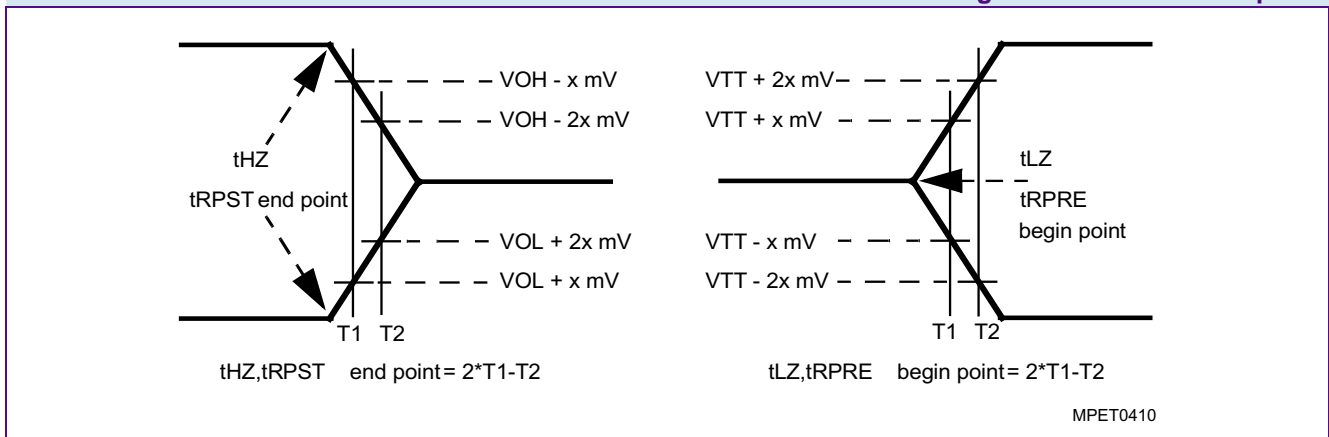 VOH - x mV
VOH - 2x mV
tHZ
tRPST end point
VOL + 2x mV
VOL + x mV
T1 T2
tHZ,tRPST end point = 2*T1-T2
VTT + 2x mV
VTT + x mV
tLZ
tRPRE
begin point
VTT - x mV
VTT - 2x mV
T1 T2
tLZ,tRPRE begin point = 2*T1-T2
MPET0410